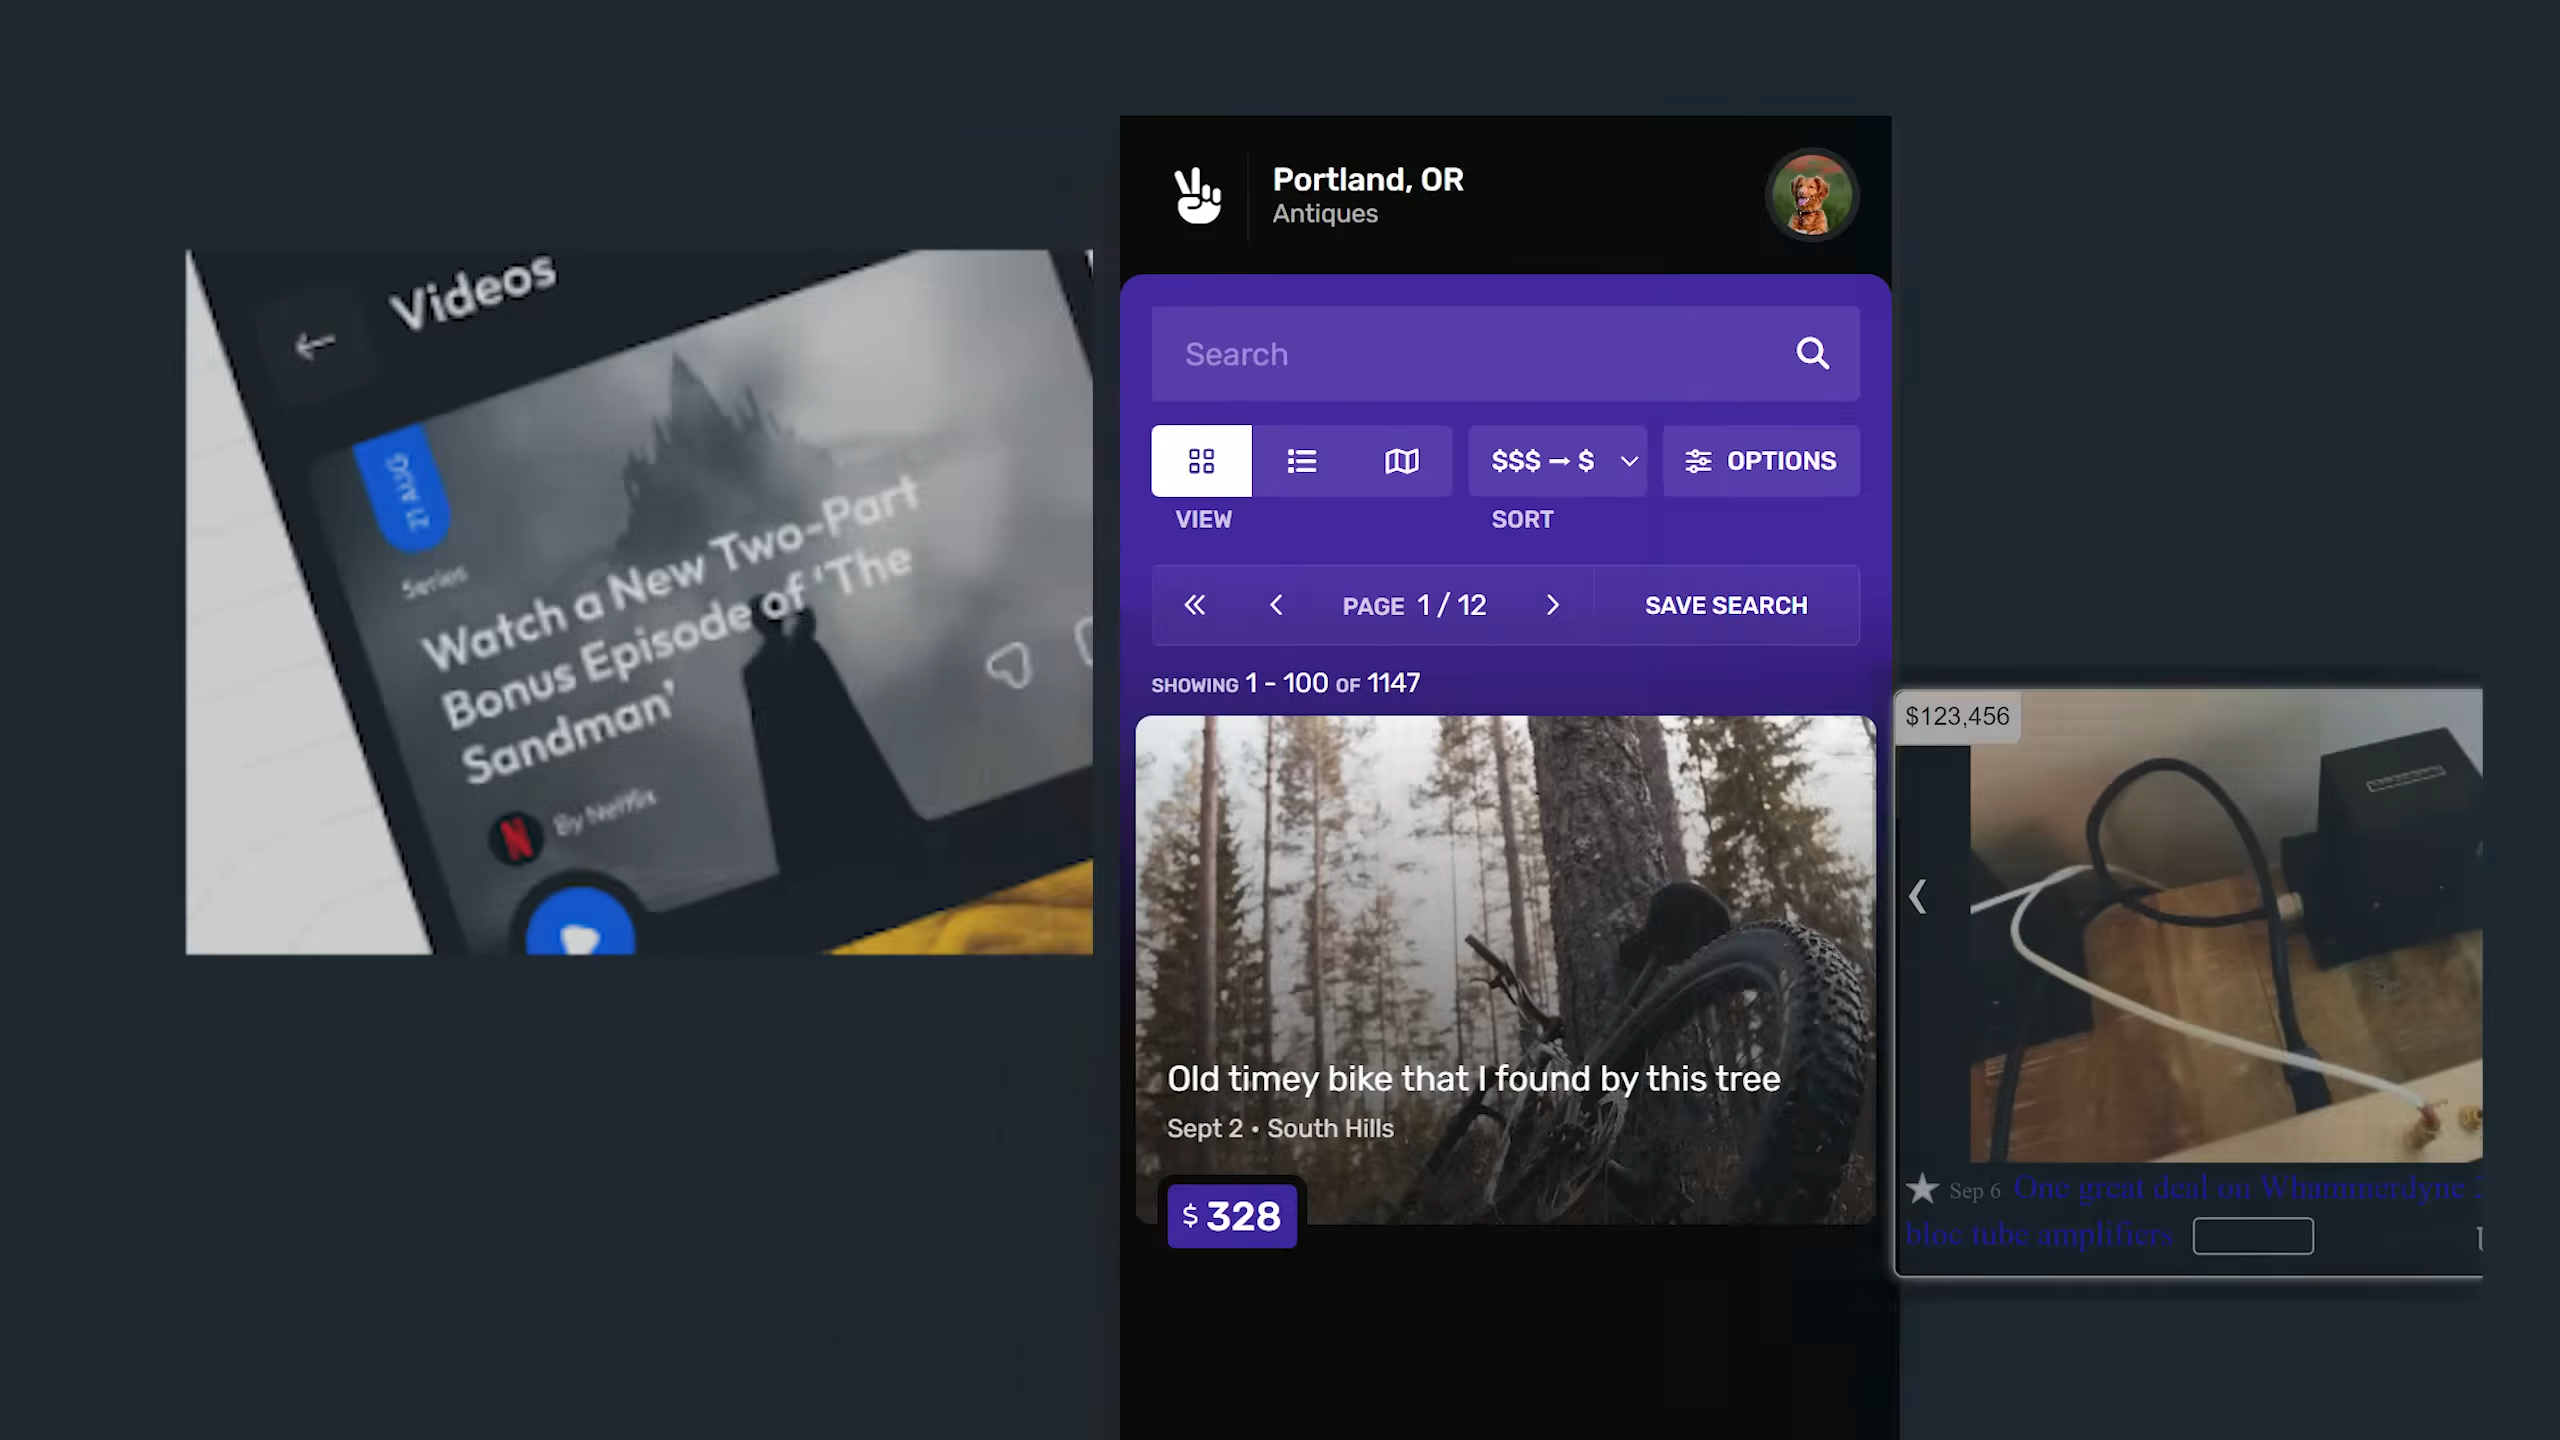 Videos
21 AUG
Series
Watch a New Two-Part
Bonus Episode of 'The
Sandman'
N
By Netflix
Portland, OR
Antiques
Search
$$$ → $
OPTIONS
VIEW
SORT
PAGE 1 / 12
SAVE SEARCH
SHOWING 1 - 100 OF 1147
Old timey bike that I found by this tree
Sept 2 • South Hills
$ 328
$123,456
Sep 6 One great deal on Whammerdyne
bloc tube amplifiers